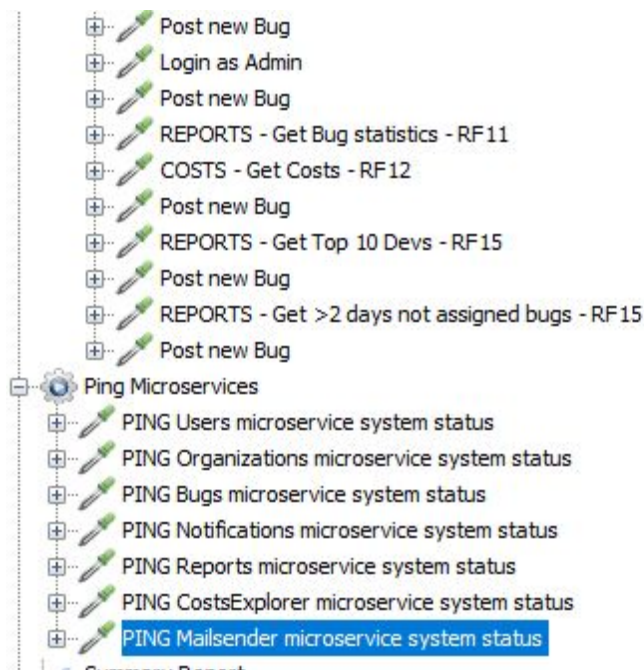 Post new Bug
Login as Admin
Post new Bug
REPORTS - Get Bug statistics - RF11
COSTS - Get Costs - RF12
Post new Bug
REPORTS - Get Top 10 Devs - RF15
Post new Bug
REPORTS - Get >2 days not assigned bugs - RF15
Post new Bug
Ping Microservices
PING Users microservice system status
PING Organizations microservice system status
PING Bugs microservice system status
PING Notifications microservice system status
PING Reports microservice system status
PING CostsExplorer microservice system status
PING Mailsender microservice system status
Summary Report